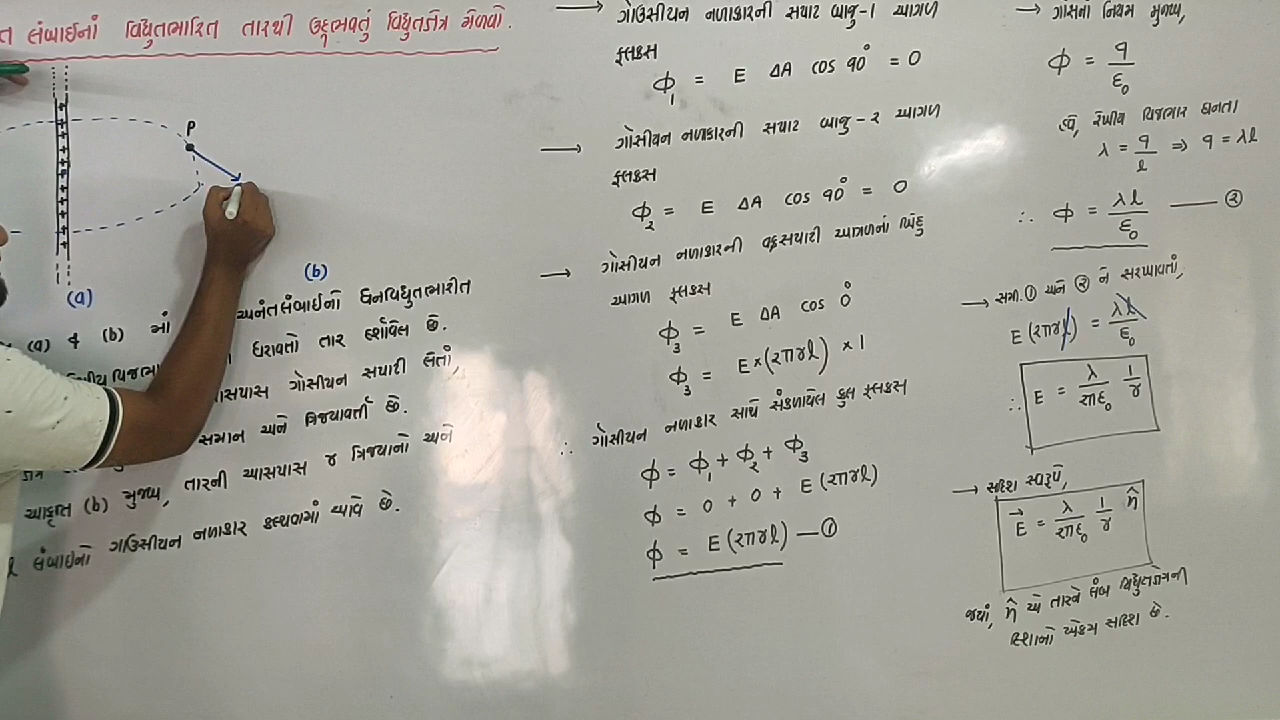 ત લંબાઈનાં વિદ્યુતભારિત તારથી ઉદ્ભવતું વિદ્યુતક્ષેત્ર મેળવો.
P
(a)
(b)
(a) & (b) માં અનંતલંબાઈનો ધનવિદ્યુતભારીત
ધરાવતો તાર દર્શાવેલ છે.
ગોસીયન સપાટી લેતાં,
સમાન અને ત્રિજ્યાવર્તી છે.
આકૃતિ (b) મુજબ, તારની આસપાસ r ત્રિજ્યાનો અને
l લંબાઈનો ગાઉસીયન નળાકાર કલ્પવામાં આવે છે.
→ ગાઉસીયન નળાકારની સપાટ બાજુ-1 આગળ
ફ્લક્સ
ϕ₁ = E ΔA cos 90° = 0
→ ગોસીયન નળાકારની સપાટ બાજુ-૨ આગળ
ફ્લક્સ
ϕ₂ = E ΔA cos 90° = 0
→ ગોસીયન નળાકારની વક્રસપાટી આગળનાં બિંદુ
આગળ ફ્લક્સ
ϕ₃ = E ΔA cos 0°
ϕ₃ = E×(2πrl) × 1
∴ ગોસીયન નળાકાર સાથે સંકળાયેલ કુલ ફ્લક્સ
ϕ = ϕ₁ + ϕ₂ + ϕ₃
ϕ = 0 + 0 + E (2πrl)
ϕ = E (2πrl) — ①
→ ગાસના નિયમ મુજબ,
ϕ = q/ε₀
હવે, રેખીય વિજભાર ઘનતા
λ = q/l ⇒ q = λl
∴ ϕ = λl/ε₀ — ②
→ સમી.① અને ② ને સરખાવતાં,
E (2πrl) = λl/ε₀
∴ E = λ/2πε₀ 1/r
→ સદિશ સ્વરૂપે,
E⃗ = λ/2πε₀ 1/r n̂
જ્યાં, n̂ એ તારને લંબ વિદ્યુતક્ષેત્રની
દિશાનો એકમ સદિશ છે.